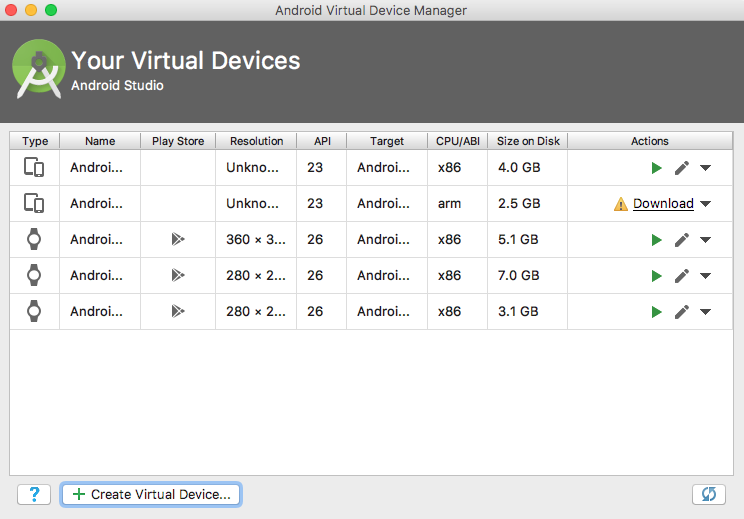 Android Virtual Device Manager
Your Virtual Devices
Android Studio
Type Name Play Store Resolution API Target CPU/ABI Size on Disk Actions
Androi... Unkno... 23 Androi... x86 4.0 GB
Androi... Unkno... 23 Androi... arm 2.5 GB Download
Androi... 360 × 3... 26 Androi... x86 5.1 GB
Androi... 280 × 2... 26 Androi... x86 7.0 GB
Androi... 280 × 2... 26 Androi... x86 3.1 GB
? + Create Virtual Device...